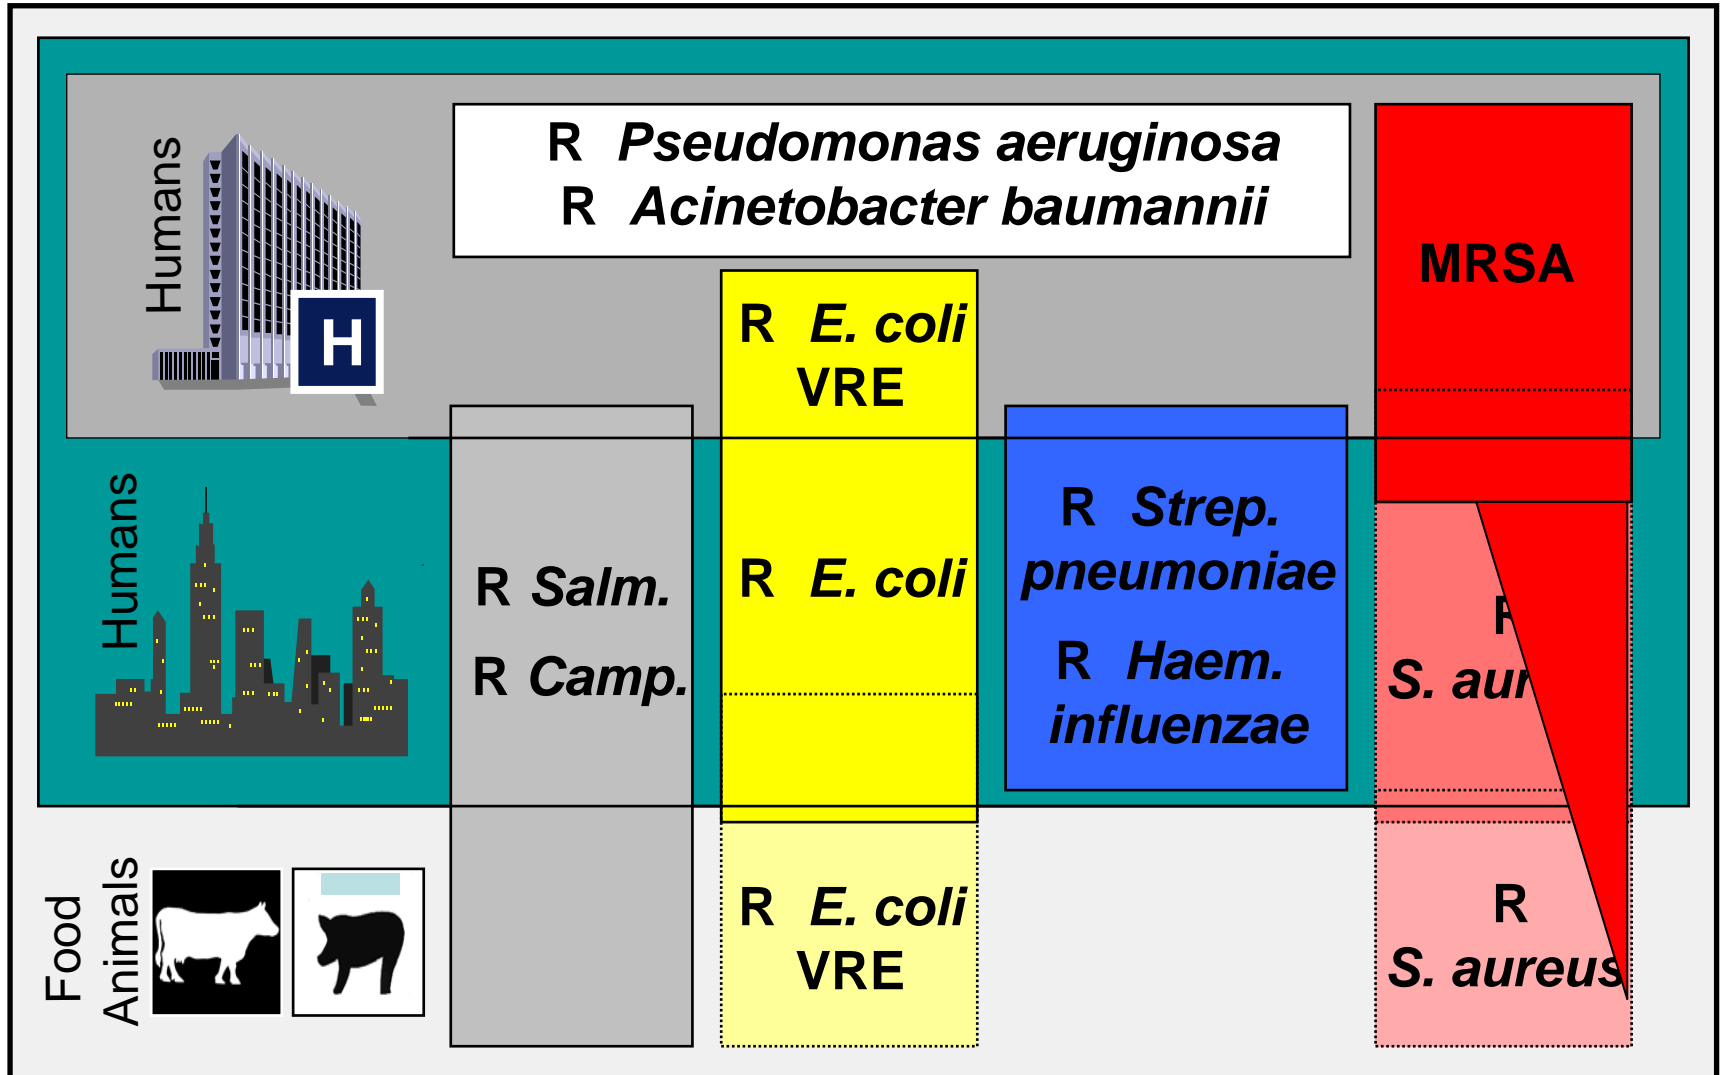 Humans
H
R Pseudomonas aeruginosa
R Acinetobacter baumannii
MRSA
R E. coli
VRE
Humans
R Salm.
R Camp.
R E. coli
R Strep.
pneumoniae
R Haem.
influenzae
R
S. aur
Food
Animals
R E. coli
VRE
R
S. aureus